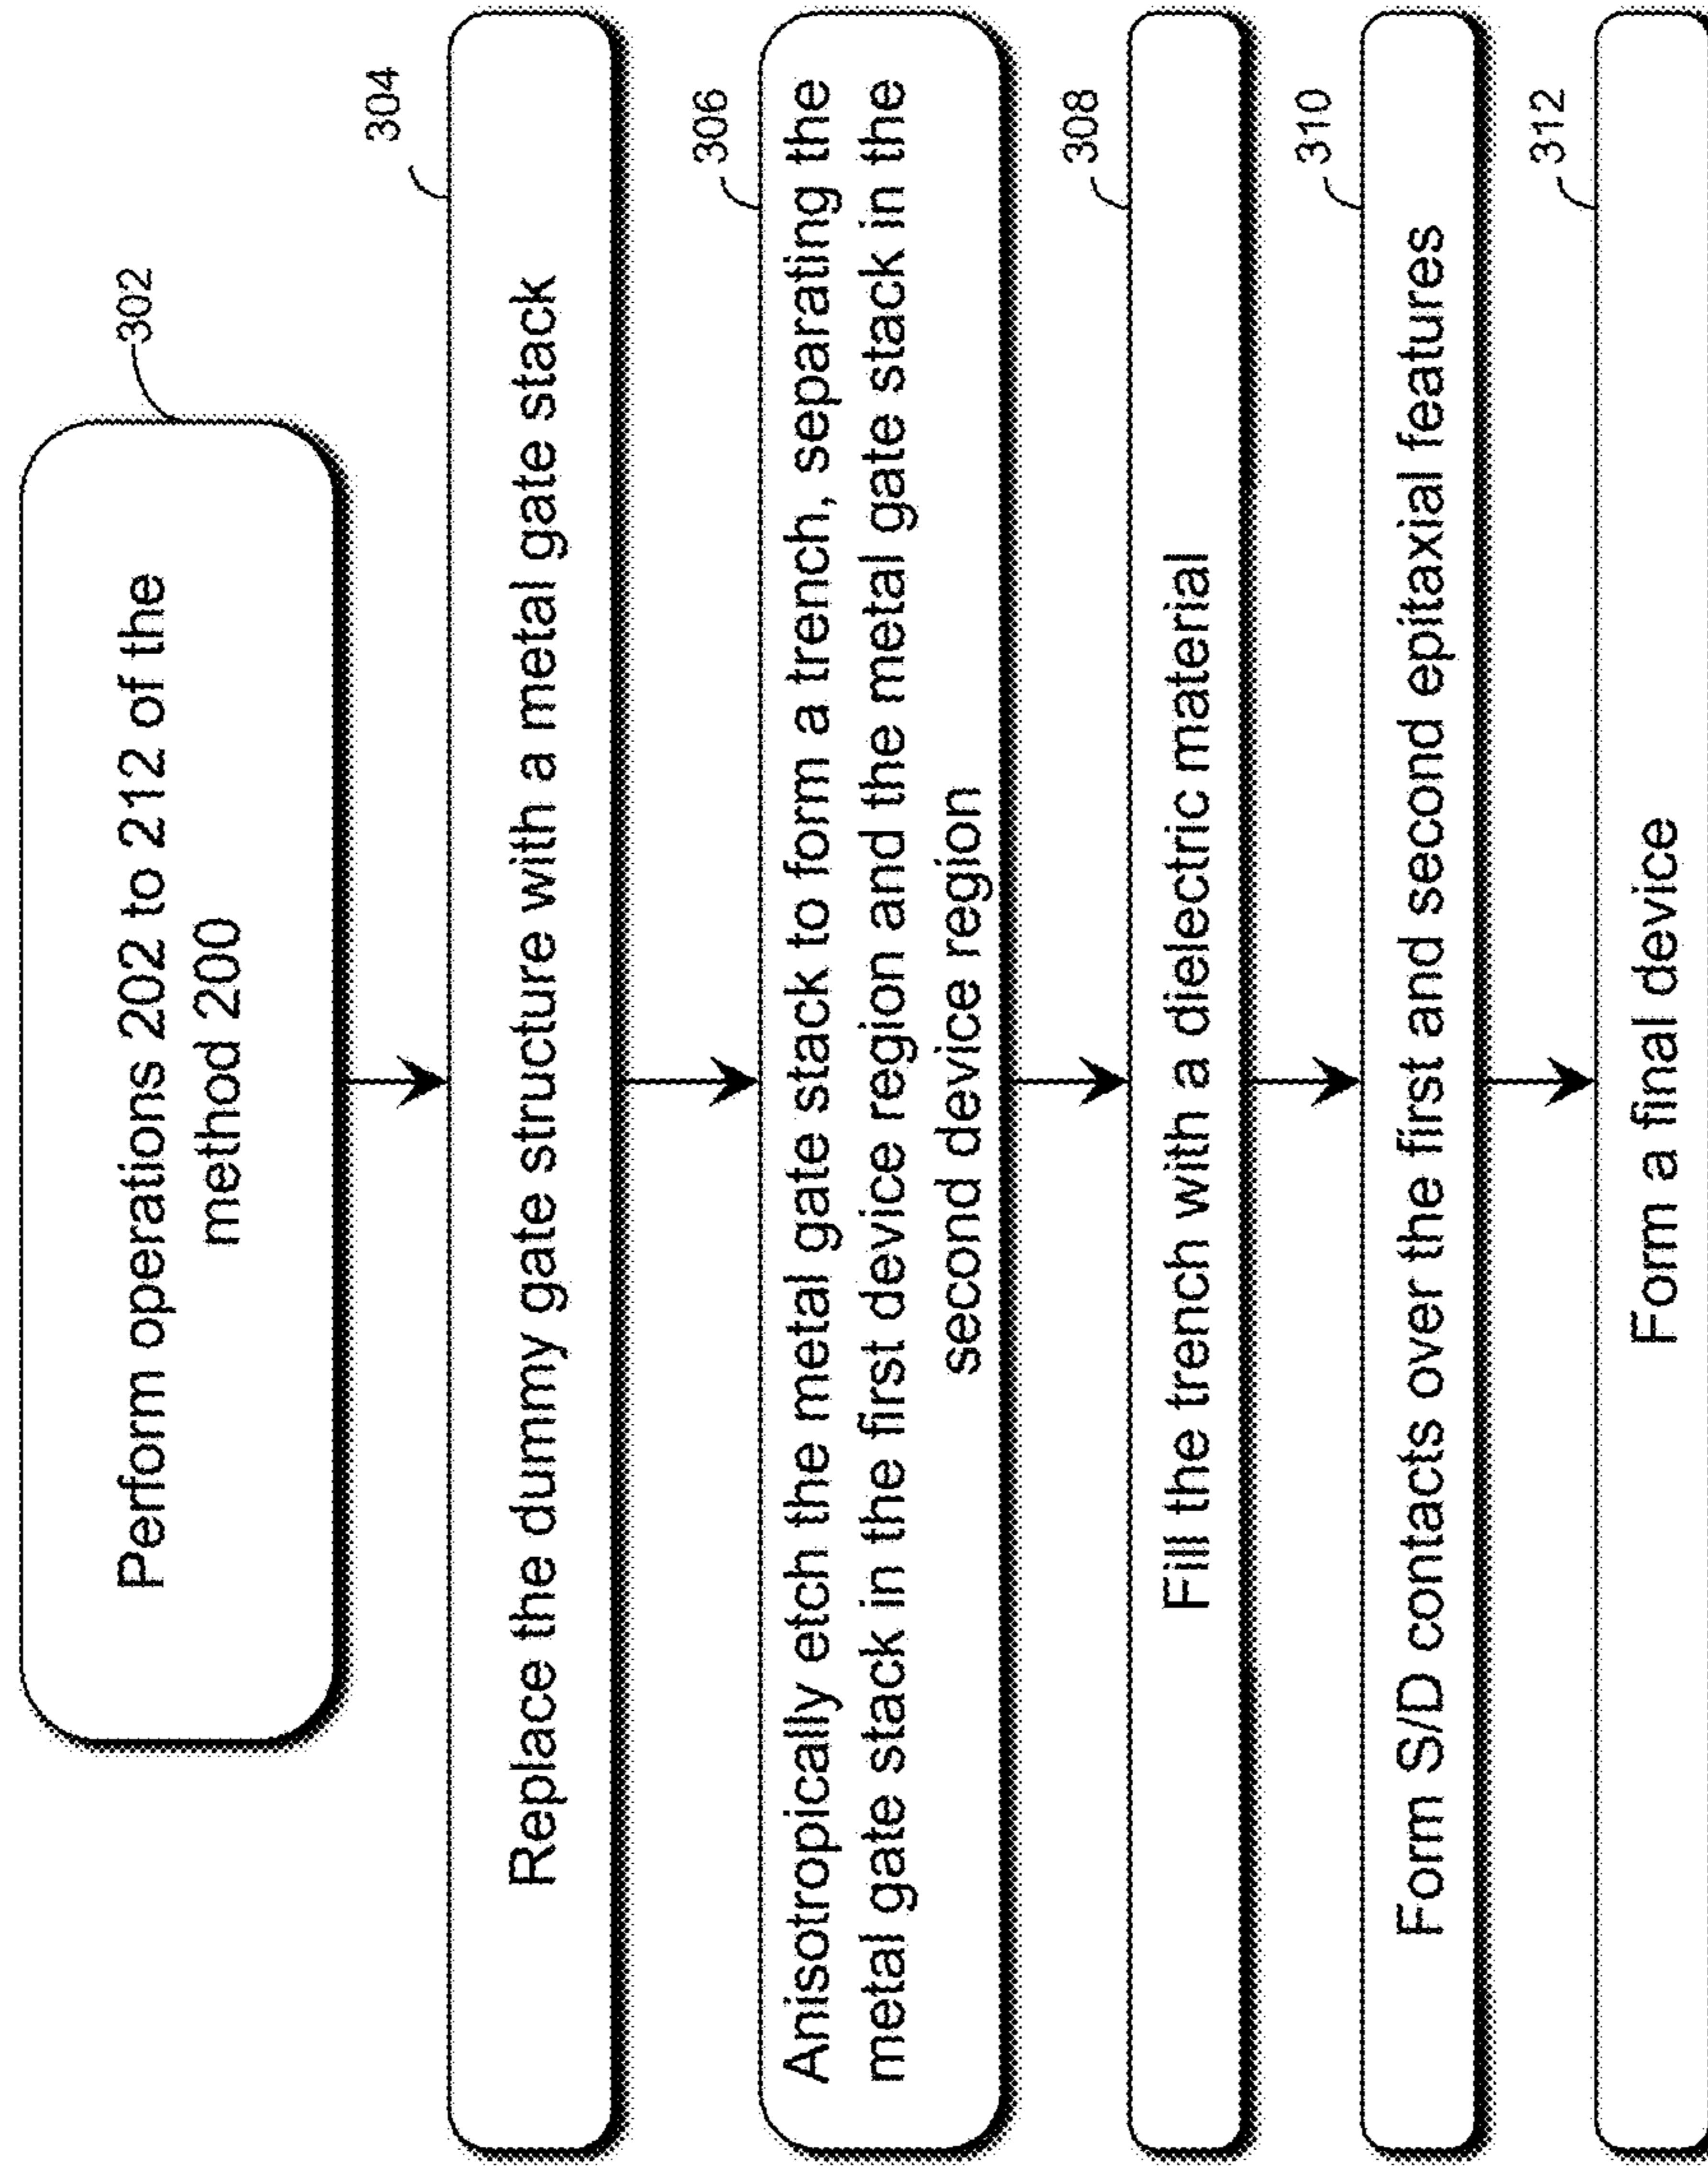 302
Perform operations 202 to 212 of the
method 200
304
Replace the dummy gate structure with a metal gate stack
306
Anisotropically etch the metal gate stack to form a trench, separating the
metal gate stack in the first device region and the metal gate stack in the
second device region
308
Fill the trench with a dielectric material
310
Form S/D contacts over the first and second epitaxial features
312
Form a final device